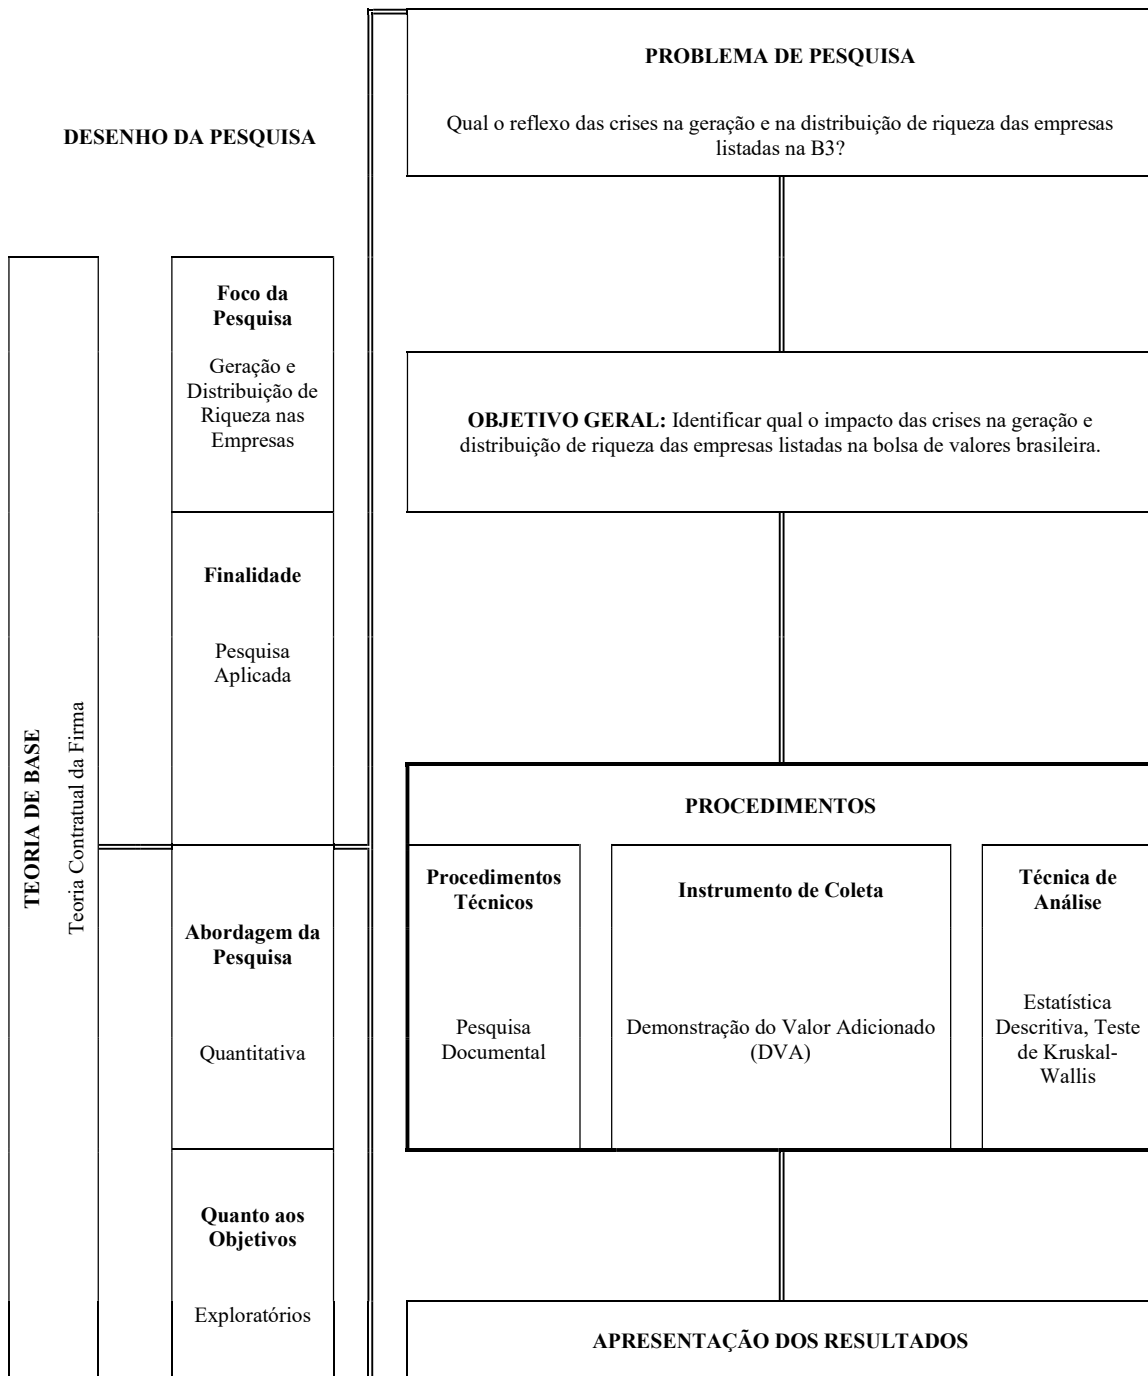 DESENHO DA PESQUISA
PROBLEMA DE PESQUISA
Qual o reflexo das crises na geração e na distribuição de riqueza das empresas
listadas na B3?
TEORIA DE BASE
Teoria Contratual da Firma
Foco da
Pesquisa
Geração e
Distribuição de
Riqueza nas
Empresas
Finalidade
Pesquisa
Aplicada
Abordagem da
Pesquisa
Quantitativa
Quanto aos
Objetivos
Exploratórios
OBJETIVO GERAL: Identificar qual o impacto das crises na geração e
distribuição de riqueza das empresas listadas na bolsa de valores brasileira.
PROCEDIMENTOS
Procedimentos
Técnicos
Pesquisa
Documental
Instrumento de Coleta
Demonstração do Valor Adicionado
(DVA)
Técnica de
Análise
Estatística
Descritiva, Teste
de Kruskal-
Wallis
APRESENTAÇÃO DOS RESULTADOS